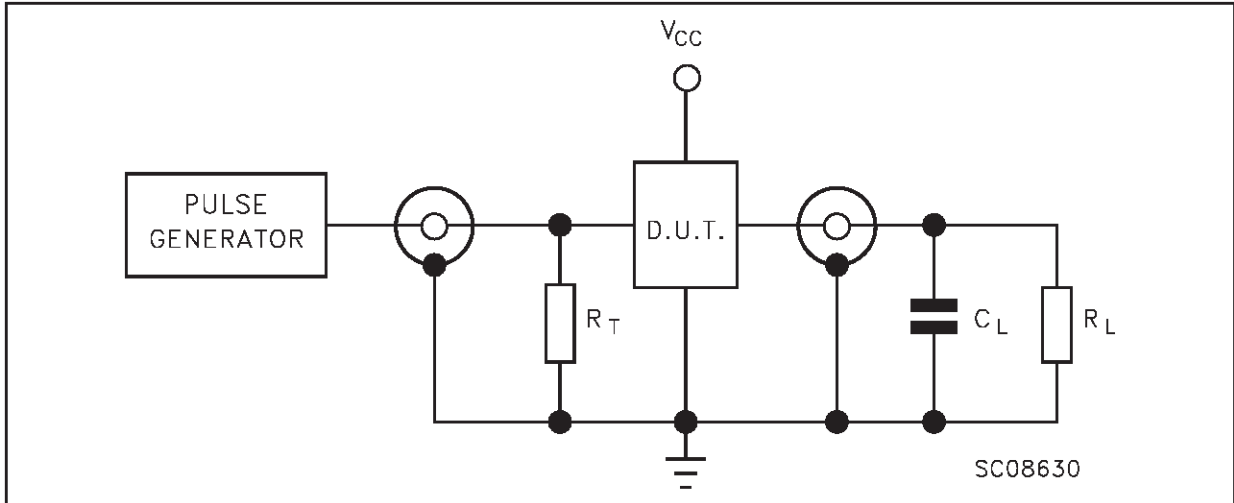 VCC
PULSE
GENERATOR
D.U.T.
RT
CL
RL
SC08630